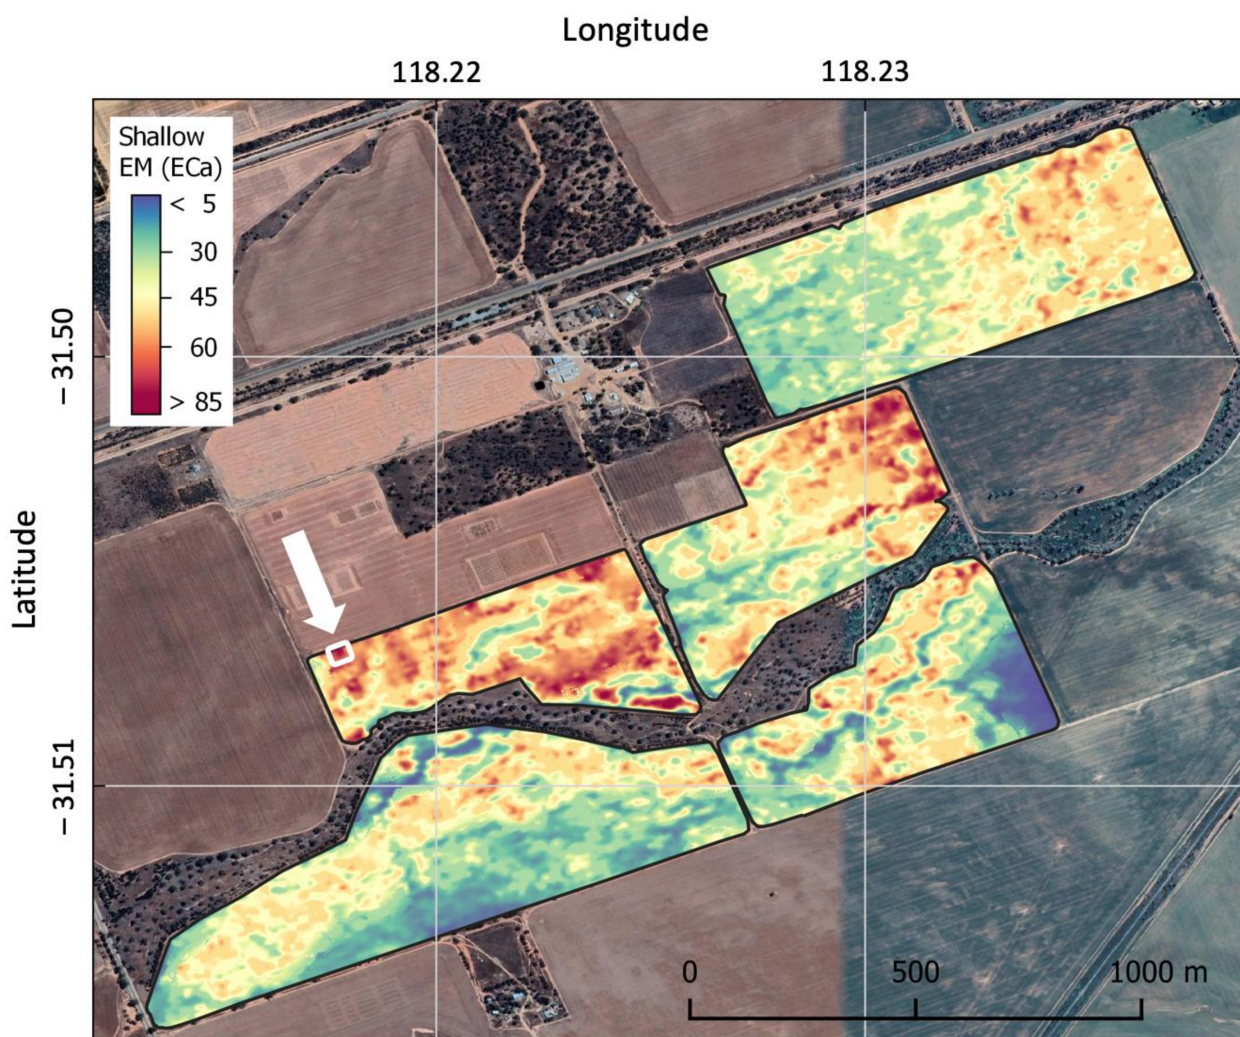 Longitude
118.22
118.23
Shallow
EM (ECa)
< 5
30
45
60
> 85
Latitude
– 31.50
– 31.51
0 500 1000 m